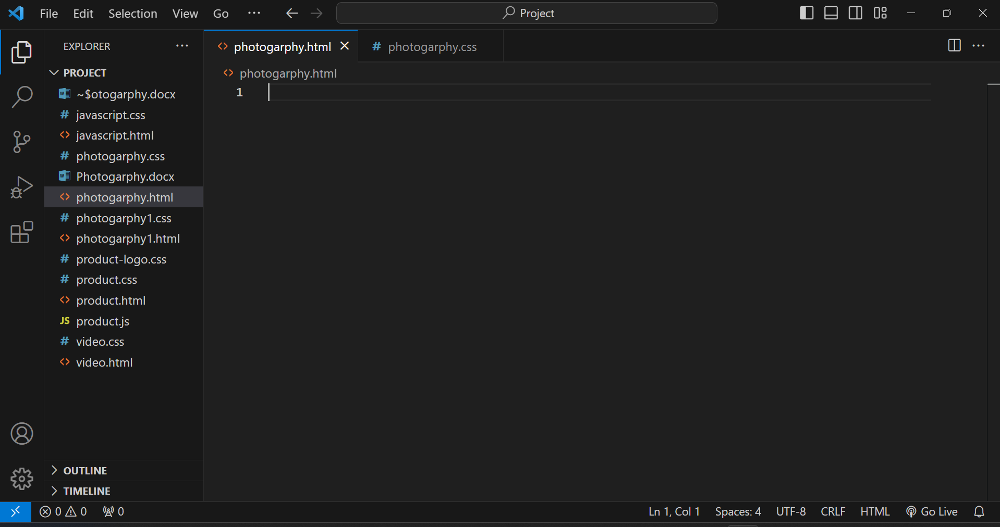 File Edit Selection View Go ··· Project
EXPLORER ···
photogarphy.html
photogarphy.css
photogarphy.html
1
PROJECT
~$otogarphy.docx
javascript.css
javascript.html
photogarphy.css
Photogarphy.docx
photogarphy.html
photogarphy1.css
photogarphy1.html
product-logo.css
product.css
product.html
JS product.js
video.css
video.html
OUTLINE
TIMELINE
0 0 0 Ln 1, Col 1 Spaces: 4 UTF-8 CRLF HTML Go Live